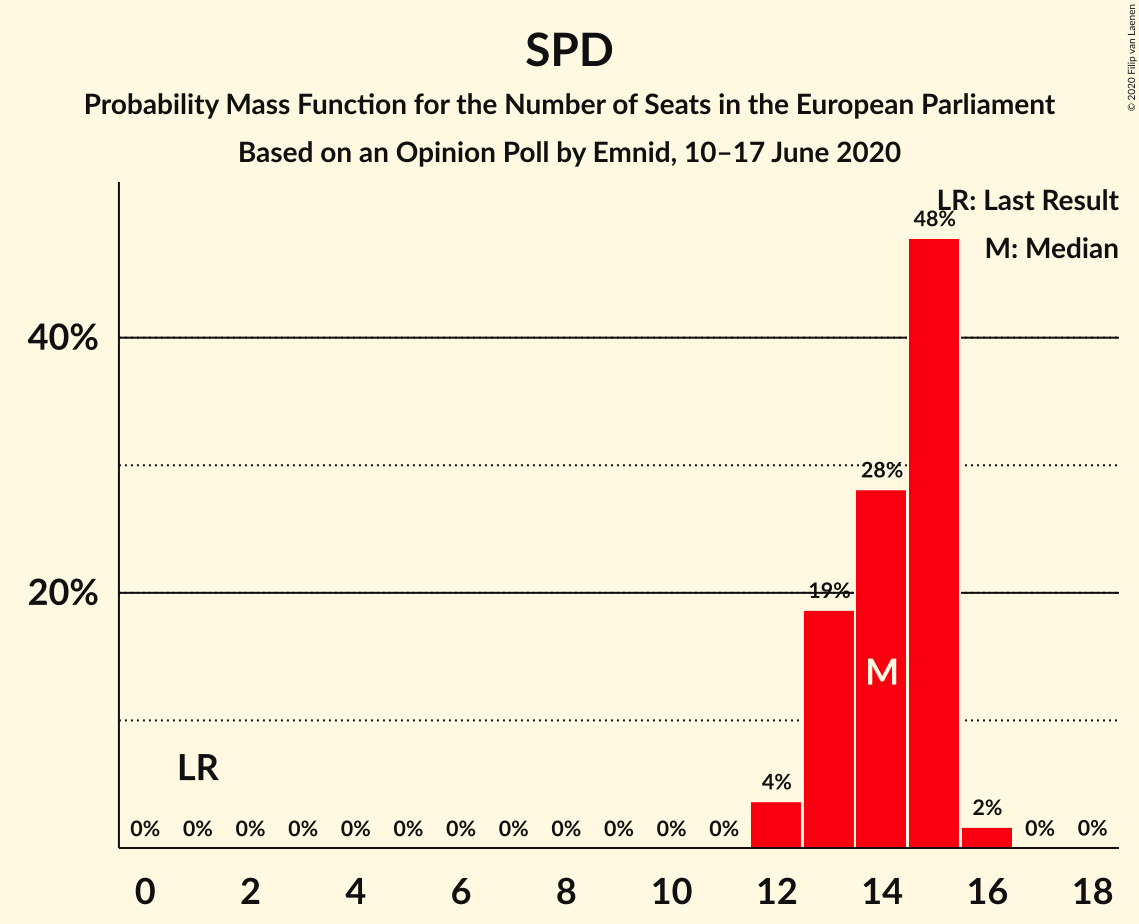 SPD
Probability Mass Function for the Number of Seats in the European Parliament
Based on an Opinion Poll by Emnid, 10–17 June 2020
© 2020 Filip van Laenen
LR: Last Result
M: Median
48%
40%
28%
20%
19%
M
LR
4%
2%
0% 0% 0% 0% 0% 0% 0% 0% 0% 0% 0% 0% 0% 0%
0 2 4 6 8 10 12 14 16 18